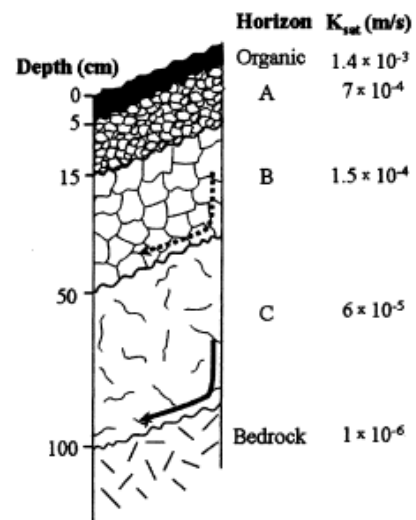 Horizon K_sat (m/s)
Depth (cm)
Organic 1.4 x 10⁻³
0
A 7 x 10⁻⁴
5
15
B 1.5 x 10⁻⁴
50
C 6 x 10⁻⁵
100
Bedrock 1 x 10⁻⁶